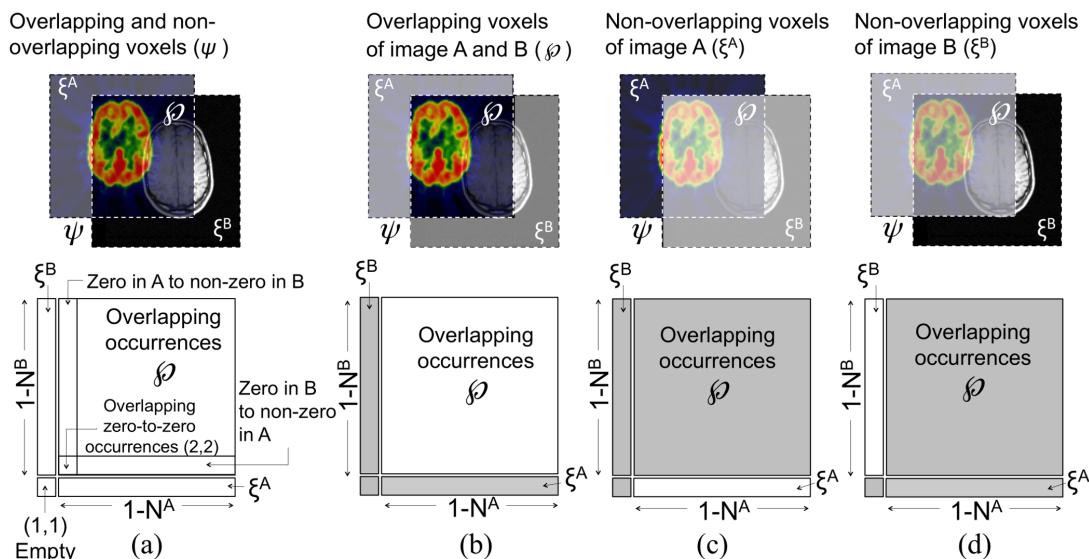 Overlapping and non-
overlapping voxels (ψ )
ξA
℘
ξB
ψ
ξB
Zero in A to non-zero in B
Overlapping
occurrences
℘
1-NB
Overlapping
zero-to-zero
occurrences (2,2)
Zero in B
to non-zero
in A
ξA
1-NA
(1,1)
Empty
(a)
Overlapping voxels
of image A and B (℘)
ξA
℘
ξB
ψ
ξB
Overlapping
occurrences
℘
1-NB
ξA
1-NA
(b)
Non-overlapping voxels
of image A (ξA)
ξA
℘
ξB
ψ
ξB
Overlapping
occurrences
℘
1-NB
ξA
1-NA
(c)
Non-overlapping voxels
of image B (ξB)
ξA
℘
ξB
ψ
ξB
Overlapping
occurrences
℘
1-NB
ξA
1-NA
(d)